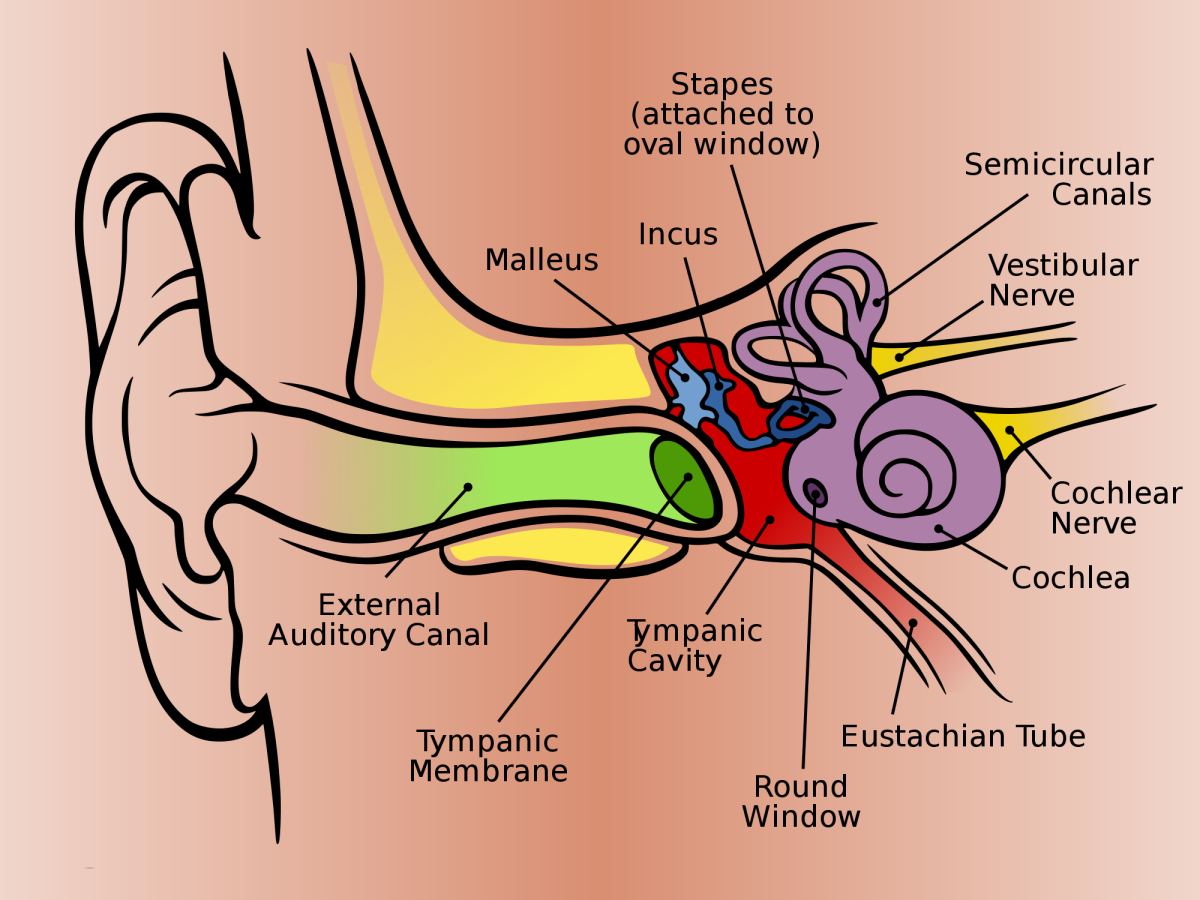 Stapes
(attached to
oval window)
Semicircular
Canals
Incus
Malleus
Vestibular
Nerve
Cochlear
Nerve
Cochlea
External
Auditory Canal
Tympanic
Cavity
Tympanic
Membrane
Eustachian Tube
Round
Window